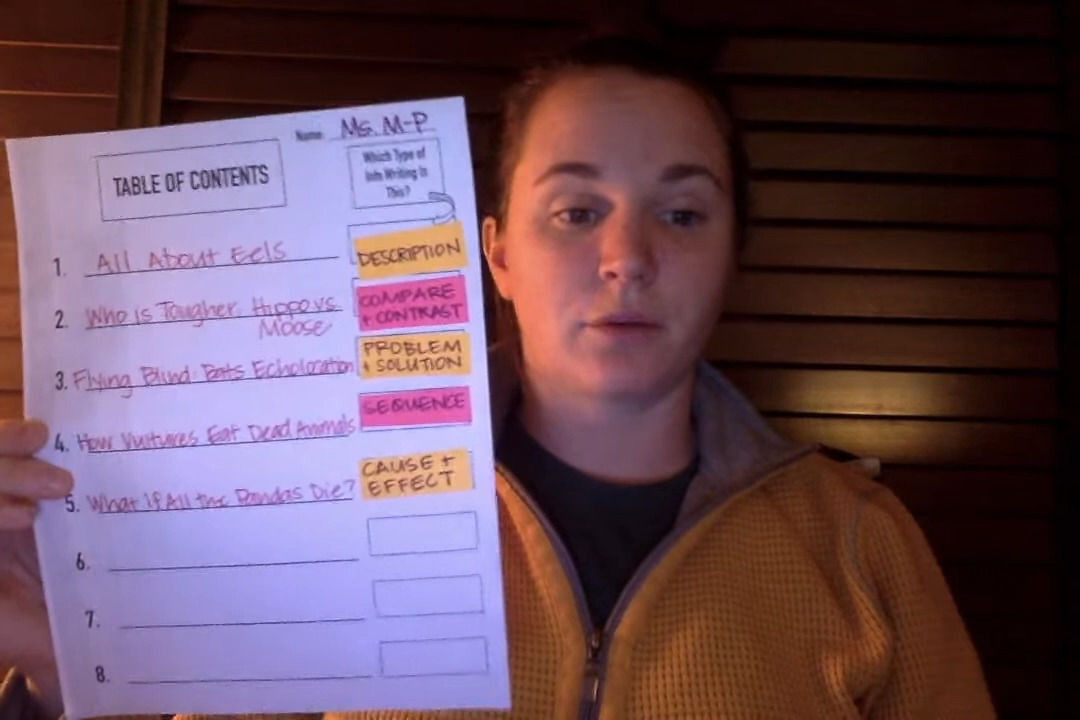 Name: Ms. M-P
TABLE OF CONTENTS
Which Type of
Info Writing Is
This?
1. All About Eels
DESCRIPTION
2. Who is Tougher, Hippo vs.
Moose
COMPARE
+ CONTRAST
3. Flying Blind: Bats Echolocation
PROBLEM
+ SOLUTION
4. How Vultures Eat Dead Animals
SEQUENCE
5. What If All the Pandas Die?
CAUSE +
EFFECT
6.
7.
8.